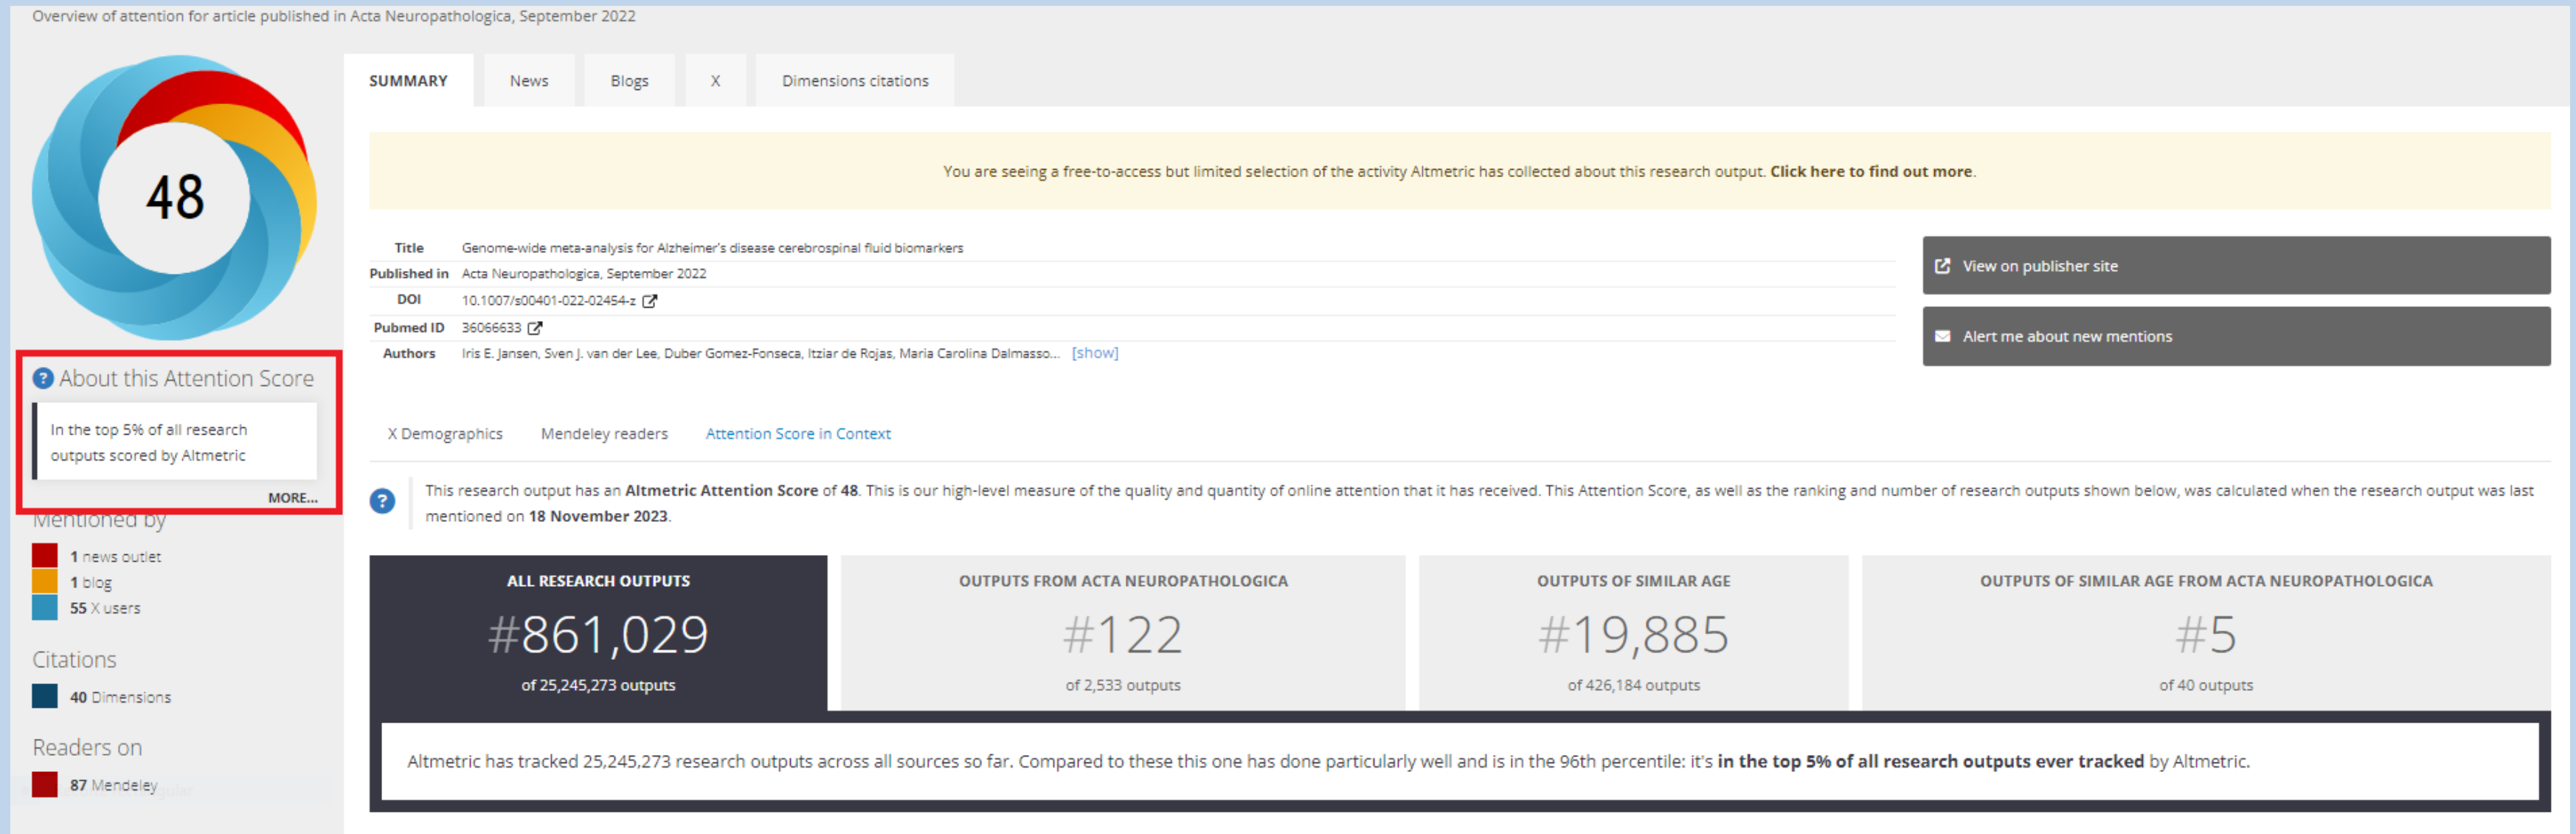 Overview of attention for article published in Acta Neuropathologica, September 2022
48
About this Attention Score
In the top 5% of all research
outputs scored by Altmetric
MORE...
Mentioned by
1 news outlet
1 blog
55 X users
Citations
40 Dimensions
Readers on
87 Mendeley
SUMMARY
News
Blogs
X
Dimensions citations
You are seeing a free-to-access but limited selection of the activity Altmetric has collected about this research output. Click here to find out more.
Title Genome-wide meta-analysis for Alzheimer's disease cerebrospinal fluid biomarkers
Published in Acta Neuropathologica, September 2022
DOI 10.1007/s00401-022-02454-z
Pubmed ID 36066633
Authors Iris E. Jansen, Sven J. van der Lee, Duber Gomez-Fonseca, Itziar de Rojas, Maria Carolina Dalmasso... [show]
View on publisher site
Alert me about new mentions
X Demographics
Mendeley readers
Attention Score in Context
This research output has an Altmetric Attention Score of 48. This is our high-level measure of the quality and quantity of online attention that it has received. This Attention Score, as well as the ranking and number of research outputs shown below, was calculated when the research output was last
mentioned on 18 November 2023.
ALL RESEARCH OUTPUTS
#861,029
of 25,245,273 outputs
OUTPUTS FROM ACTA NEUROPATHOLOGICA
#122
of 2,533 outputs
OUTPUTS OF SIMILAR AGE
#19,885
of 426,184 outputs
OUTPUTS OF SIMILAR AGE FROM ACTA NEUROPATHOLOGICA
#5
of 40 outputs
Altmetric has tracked 25,245,273 research outputs across all sources so far. Compared to these this one has done particularly well and is in the 96th percentile: it's in the top 5% of all research outputs ever tracked by Altmetric.